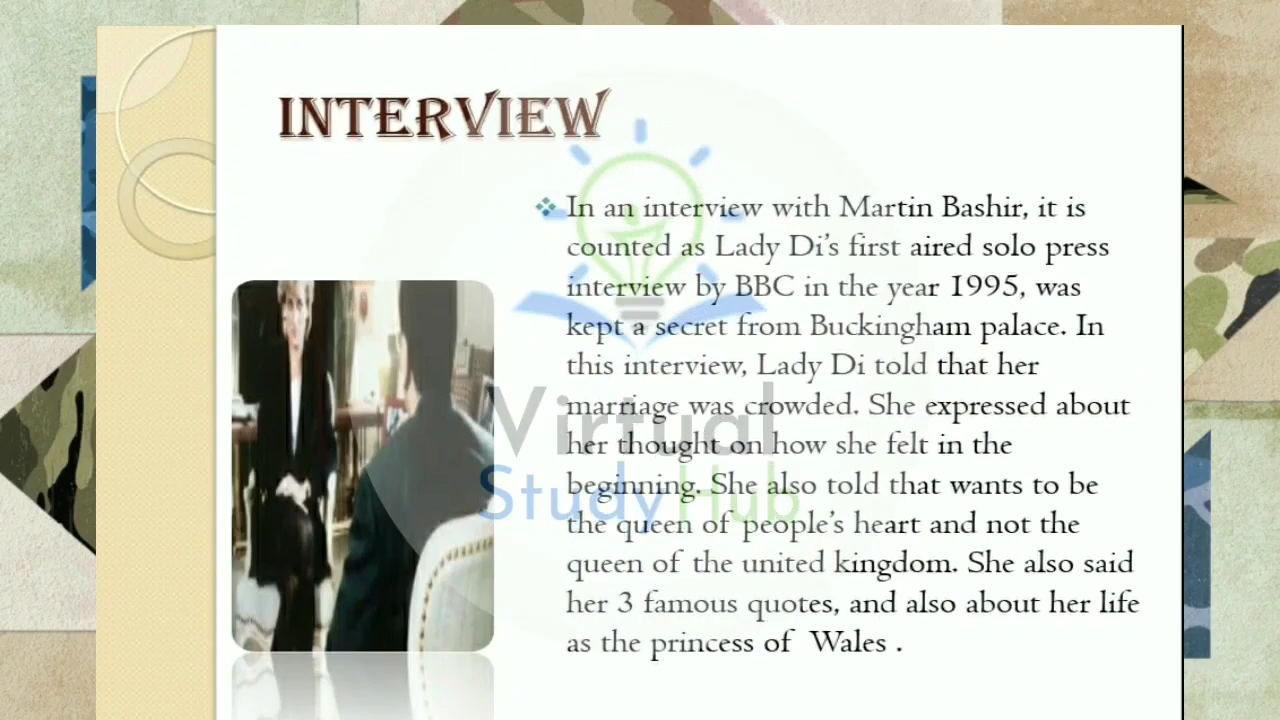 INTERVIEW
In an interview with Martin Bashir, it is
counted as Lady Di’s first aired solo press
interview by BBC in the year 1995, was
kept a secret from Buckingham palace. In
this interview, Lady Di told that her
marriage was crowded. She expressed about
her thought on how she felt in the
beginning. She also told that wants to be
the queen of people’s heart and not the
queen of the united kingdom. She also said
her 3 famous quotes, and also about her life
as the princess of Wales .
Virtual
StudyHub